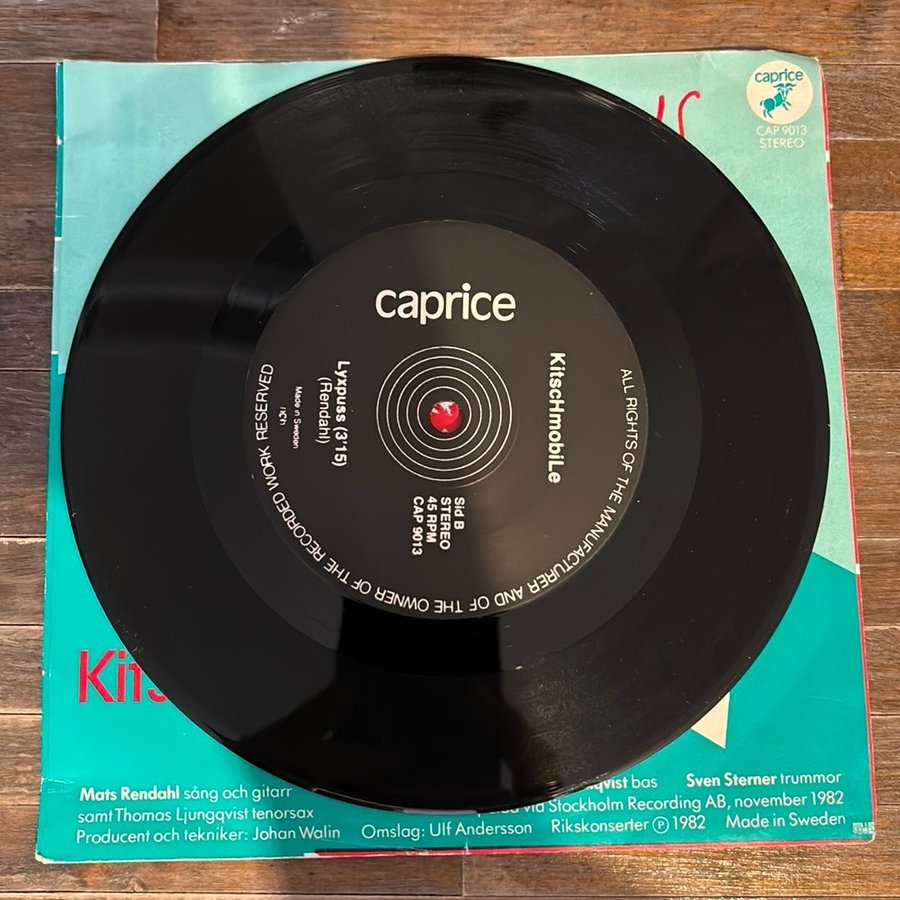 caprice
CAP 9013
STEREO
caprice
KitscHmobiLe
Lyxpuss (3'15)
(Rendahl)
Made in Sweden
ncb
Sid B
STEREO
45 RPM
CAP 9013
ALL RIGHTS OF THE MANUFACTURER AND OF THE OWNER OF THE RECORDED WORK RESERVED
Mats Rendahl sång och gitarr
qvist bas Sven Sterner trummor
samt Thomas Ljungqvist tenorsax
via Stockholm Recording AB, november 1982
Producent och tekniker: Johan Walin Omslag: Ulf Andersson Rikskonserter Ⓟ 1982 Made in Sweden